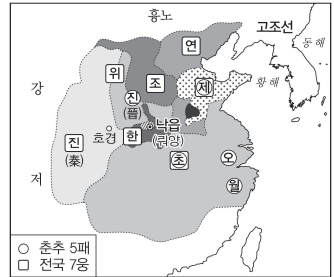 흉노
고조선
동해
연
위
조
제
황해
강
진
(晉)
낙읍
(뤄양)
호경
한
진
(秦)
초
오
월
저
춘추 5패
전국 7웅